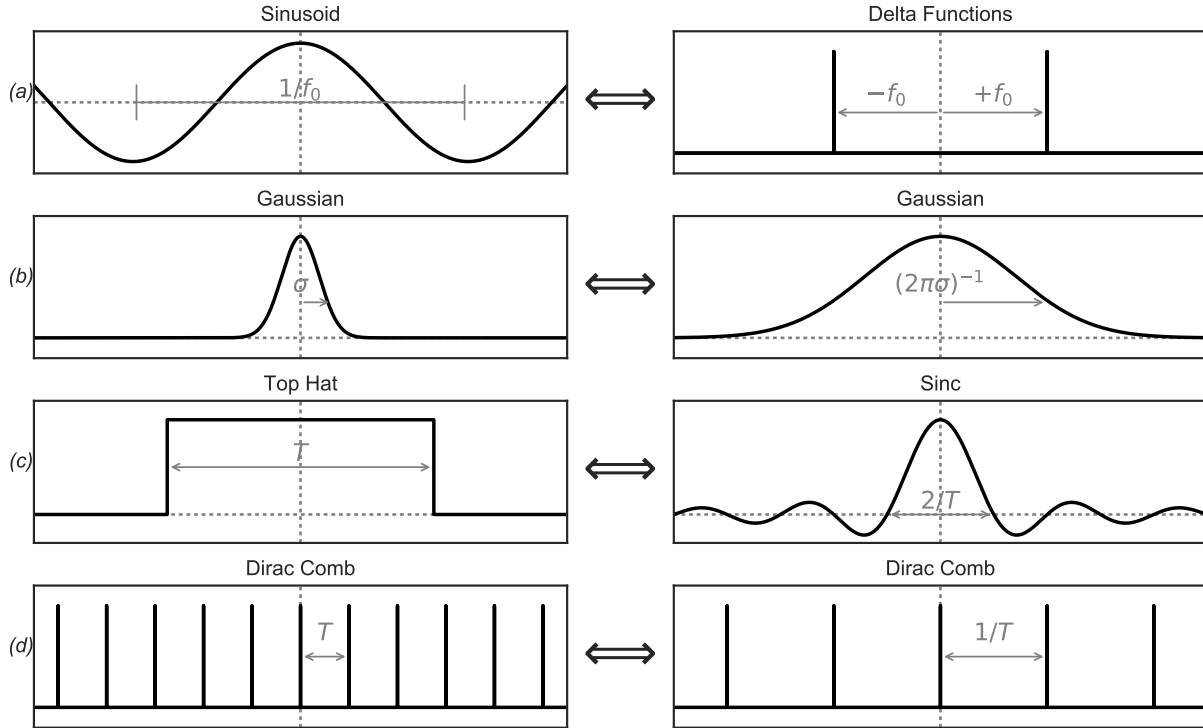 Sinusoid
Delta Functions
(a)
1/f₀
−f₀
+f₀
Gaussian
Gaussian
(b)
σ
(2πσ)⁻¹
Top Hat
Sinc
(c)
T
2/T
Dirac Comb
Dirac Comb
(d)
T
1/T